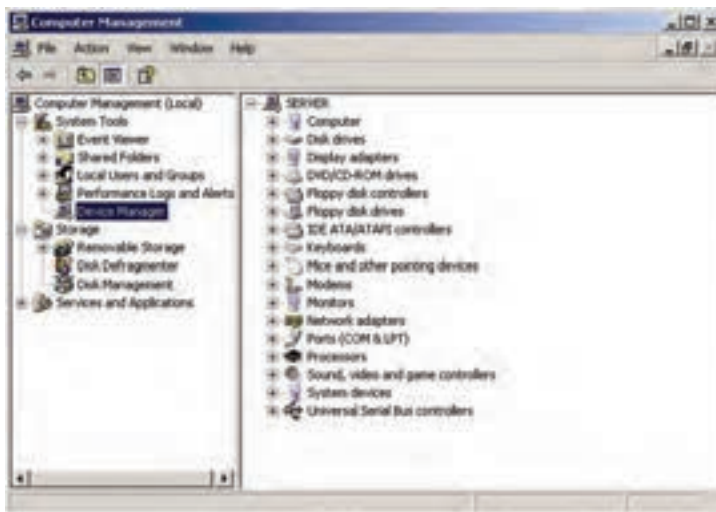 Computer Management
File Action View Window Help
Computer Management (Local)
System Tools
Event Viewer
Shared Folders
Local Users and Groups
Performance Logs and Alerts
Device Manager
Storage
Removable Storage
Disk Defragmenter
Disk Management
Services and Applications
SERVER
Computer
Disk drives
Display adapters
DVD/CD-ROM drives
Floppy disk controllers
Floppy disk drives
IDE ATA/ATAPI controllers
Keyboards
Mice and other pointing devices
Modems
Monitors
Network adapters
Ports (COM & LPT)
Processors
Sound, video and game controllers
System devices
Universal Serial Bus controllers